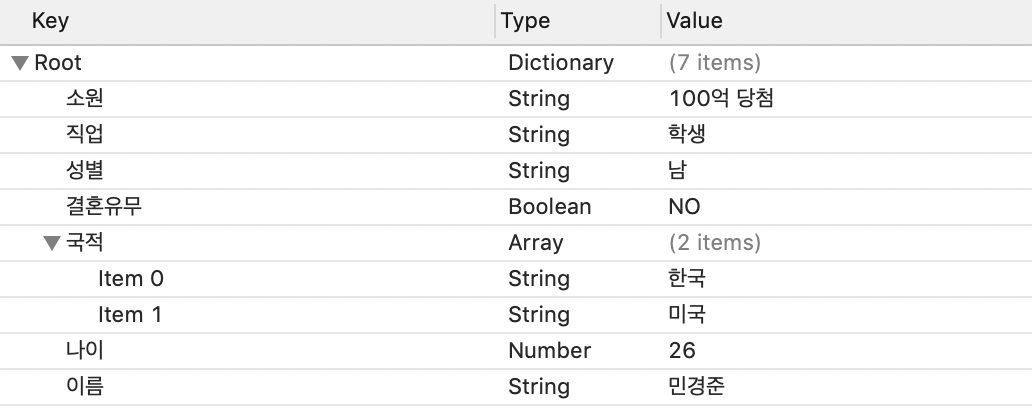 Key Type Value
Root Dictionary (7 items)
소원 String 100억 당첨
직업 String 학생
성별 String 남
결혼유무 Boolean NO
국적 Array (2 items)
Item 0 String 한국
Item 1 String 미국
나이 Number 26
이름 String 민경준